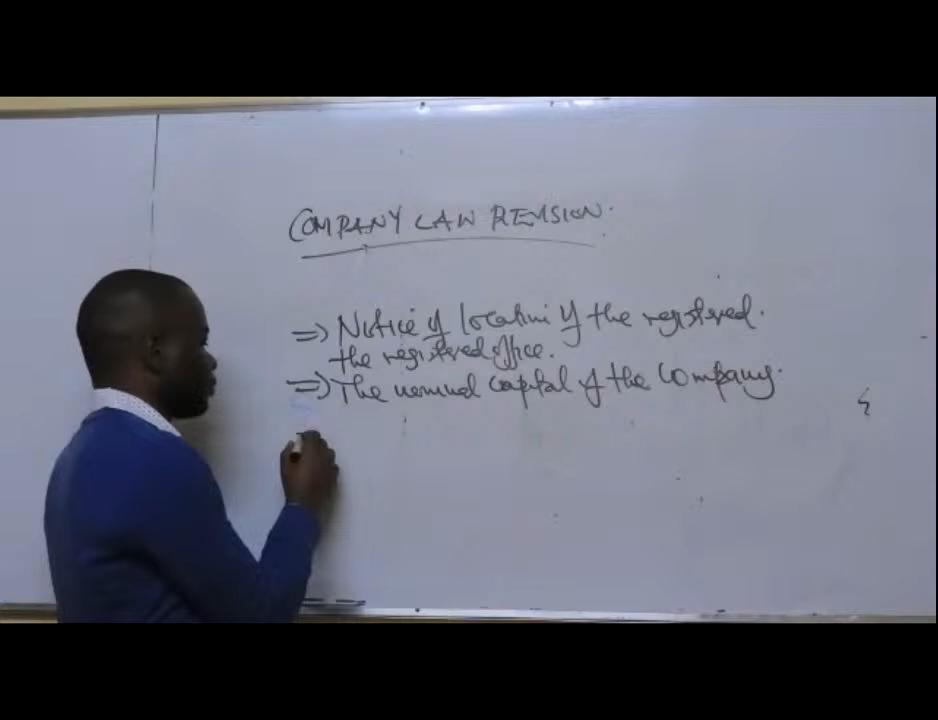 COMPANY LAW REVISION.
⇒ Notice of location of the registered.
the registered office.
⇒ The nominal capital of the company.